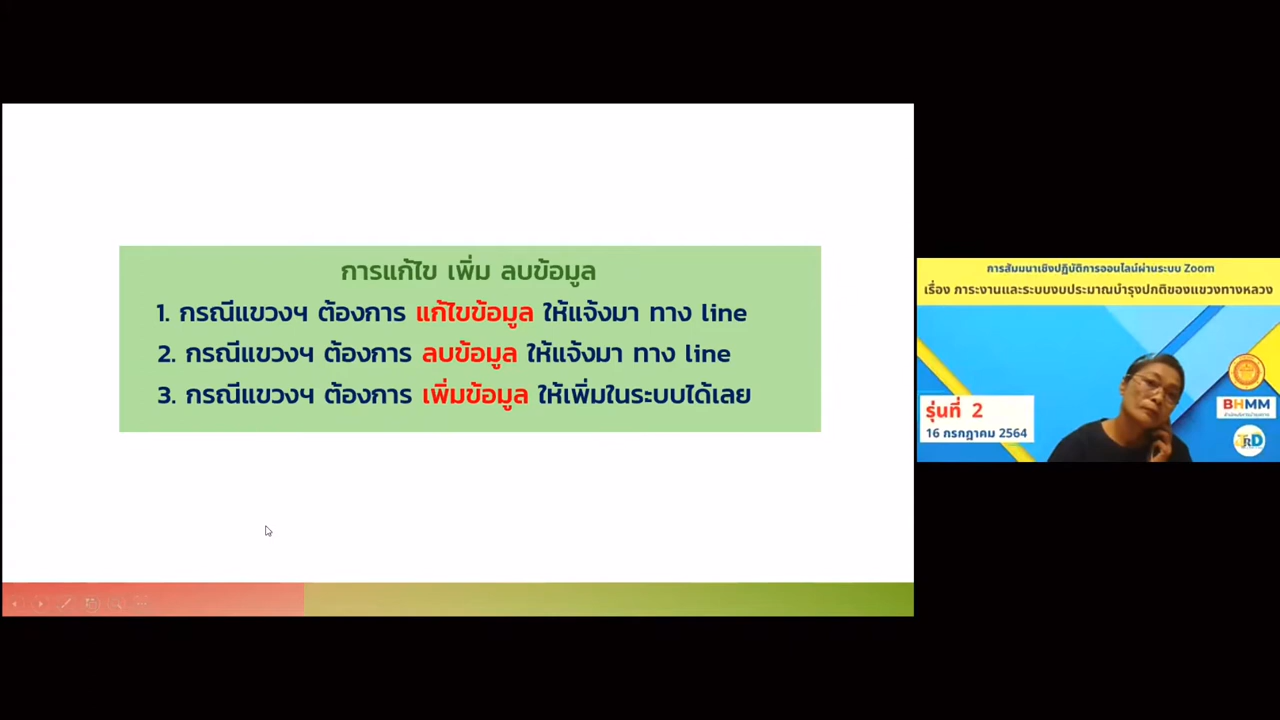 การแก้ไข เพิ่ม ลบข้อมูล
1. กรณีแขวงฯ ต้องการ แก้ไขข้อมูล ให้แจ้งมา ทาง line
2. กรณีแขวงฯ ต้องการ ลบข้อมูล ให้แจ้งมา ทาง line
3. กรณีแขวงฯ ต้องการ เพิ่มข้อมูล ให้เพิ่มในระบบได้เลย
การสัมมนาเชิงปฏิบัติการออนไลน์ผ่านระบบ Zoom
เรื่อง ภาระงานและระบบงบประมาณบำรุงปกติของแขวงทางหลวง
รุ่นที่ 2
16 กรกฎาคม 2564
BHMM